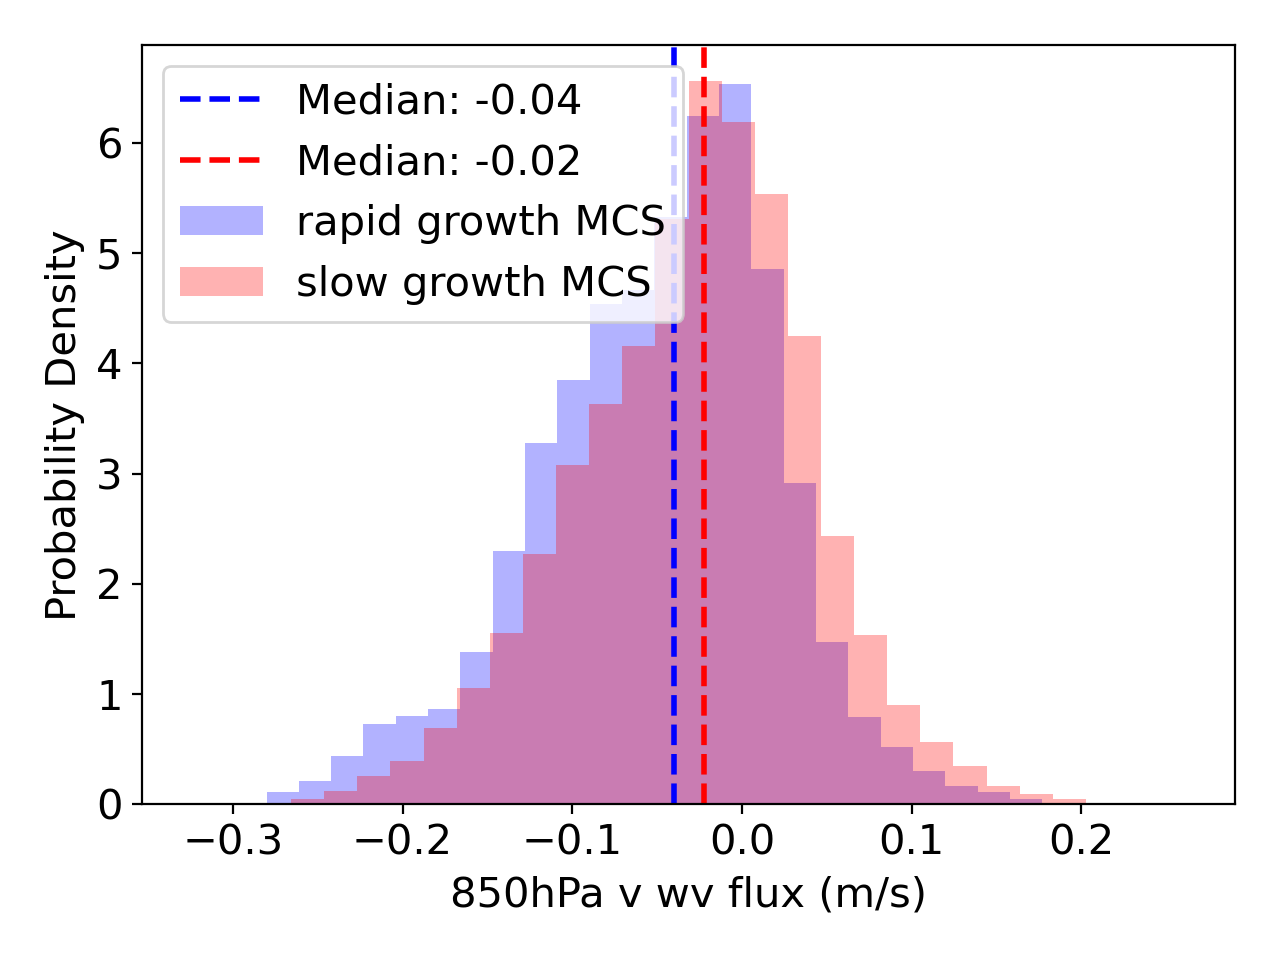 Median: -0.04
Median: -0.02
rapid growth MCS
slow growth MCS
6
5
4
3
2
1
0
Probability Density
−0.3 −0.2 −0.1 0.0 0.1 0.2
850hPa v wv flux (m/s)